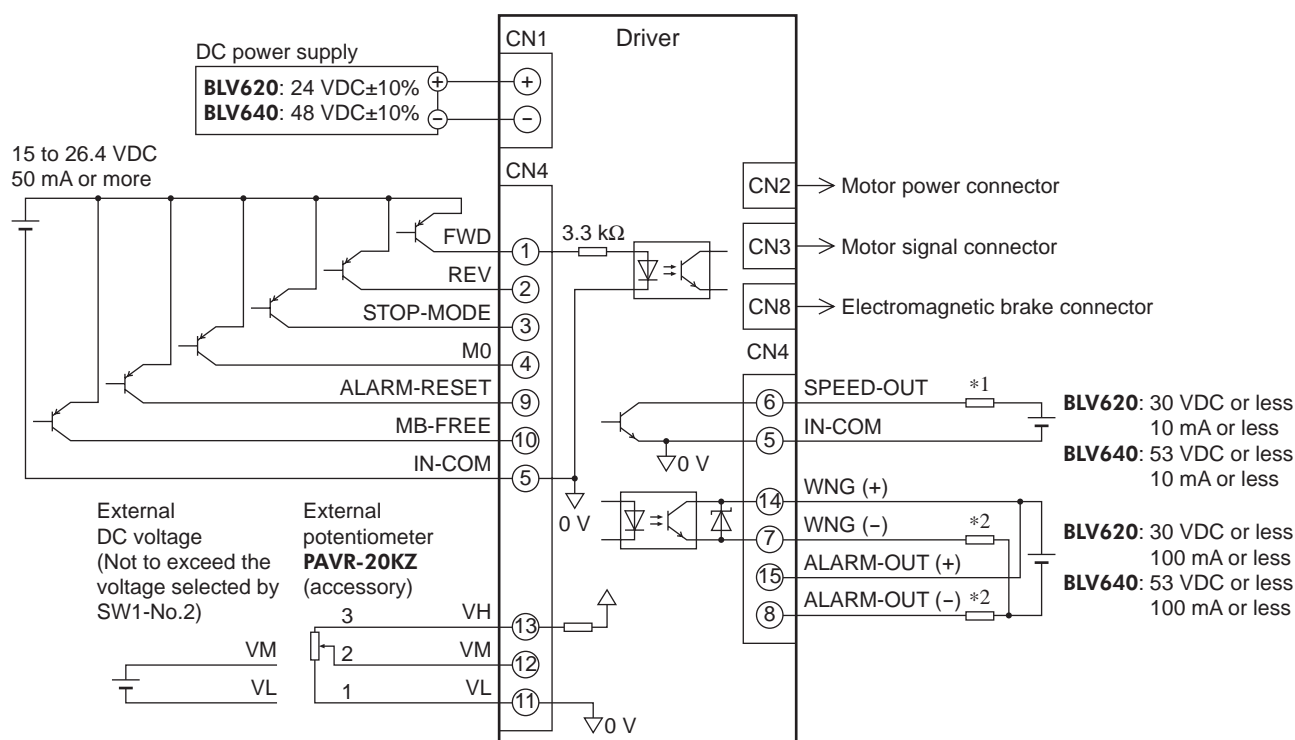 CN1
Driver
DC power supply
BLV620: 24 VDC±10%
BLV640: 48 VDC±10%
+
−
+
−
15 to 26.4 VDC
50 mA or more
CN4
FWD
1
3.3 kΩ
REV
2
STOP-MODE
3
M0
4
ALARM-RESET
9
MB-FREE
10
IN-COM
5
0 V
CN2
Motor power connector
CN3
Motor signal connector
CN8
Electromagnetic brake connector
CN4
6
SPEED-OUT
*1
5
IN-COM
0 V
BLV620: 30 VDC or less
10 mA or less
BLV640: 53 VDC or less
10 mA or less
14
WNG (+)
7
WNG (−)
*2
15
ALARM-OUT (+)
8
ALARM-OUT (−)
*2
BLV620: 30 VDC or less
100 mA or less
BLV640: 53 VDC or less
100 mA or less
External
DC voltage
(Not to exceed the
voltage selected by
SW1-No.2)
External
potentiometer
PAVR-20KZ
(accessory)
VM
VL
3
VH
13
2
VM
12
1
VL
11
0 V